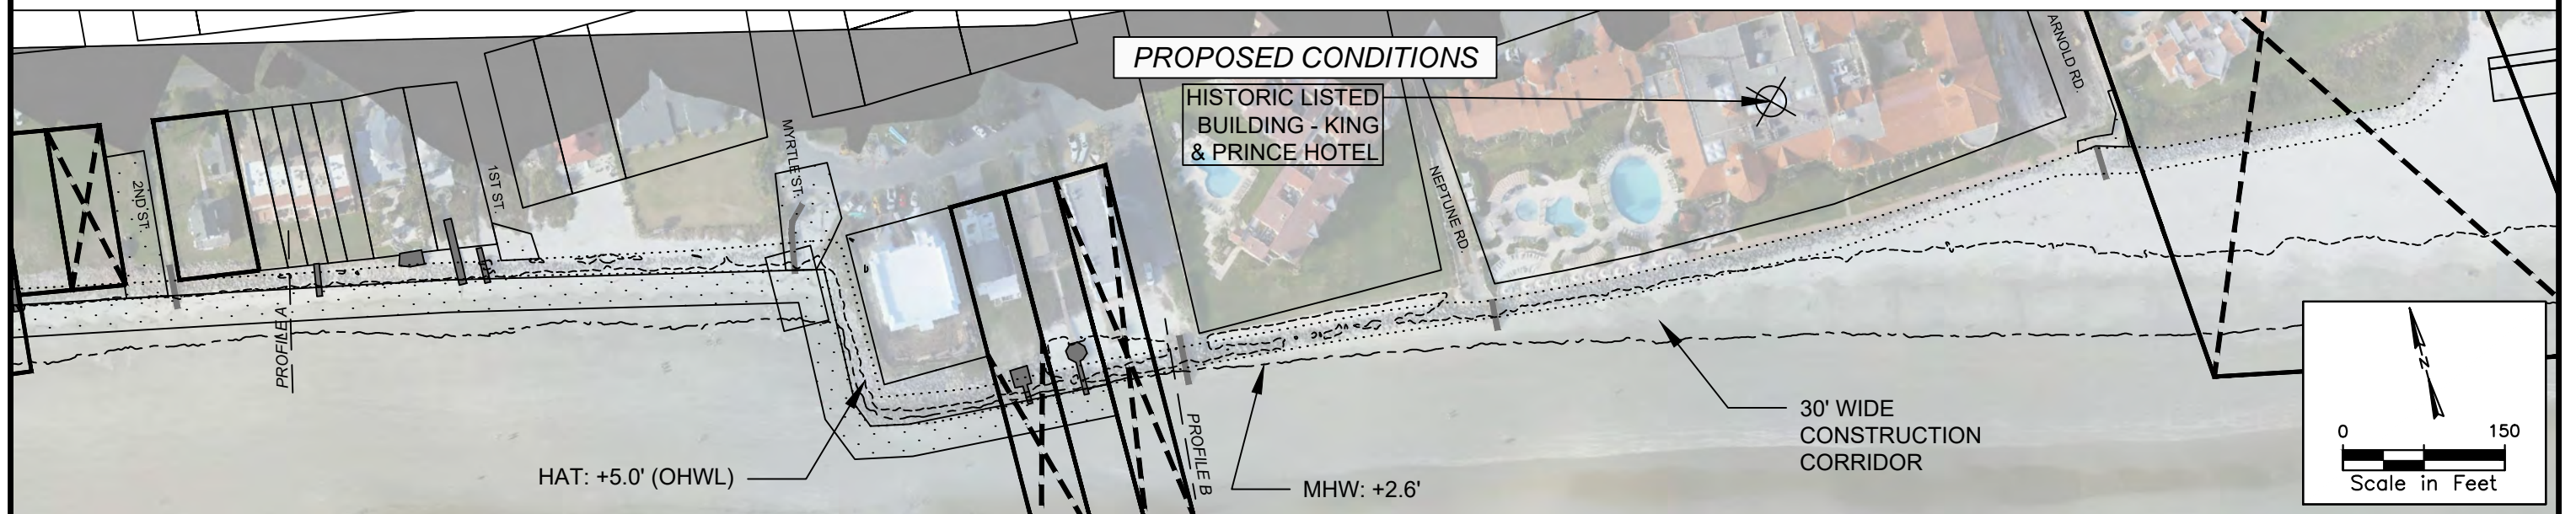 PROPOSED CONDITIONS
HISTORIC LISTED
BUILDING - KING
& PRINCE HOTEL
2ND ST.
1ST ST.
MYRTLE ST.
NEPTUNE RD.
ARNOLD RD.
PROFILE A
PROFILE B
HAT: +5.0' (OHWL)
MHW: +2.6'
30' WIDE
CONSTRUCTION
CORRIDOR
N
0 150
Scale in Feet